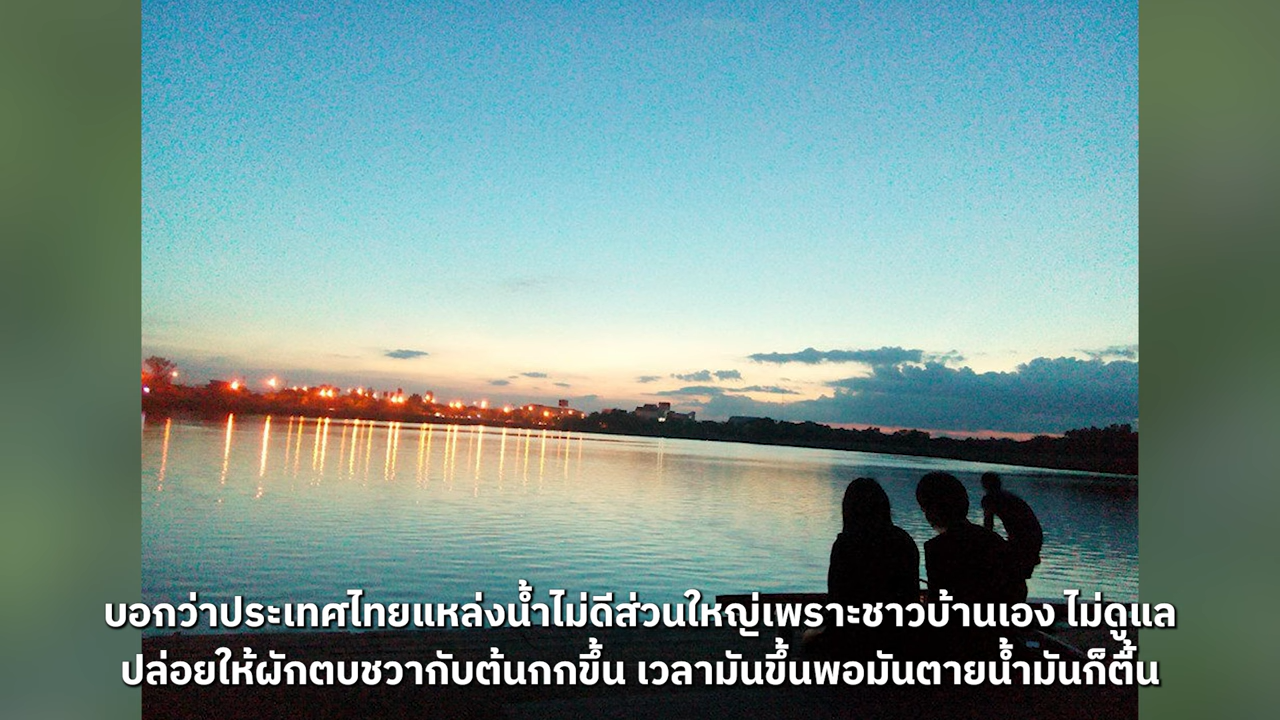 บอกว่าประเทศไทยแหล่งน้ำไม่ดีส่วนใหญ่เพราะชาวบ้านเอง ไม่ดูแล
ปล่อยให้ผักตบชวากับต้นกกขึ้น เวลามันขึ้นพอมันตายน้ำมันก็ตื้น